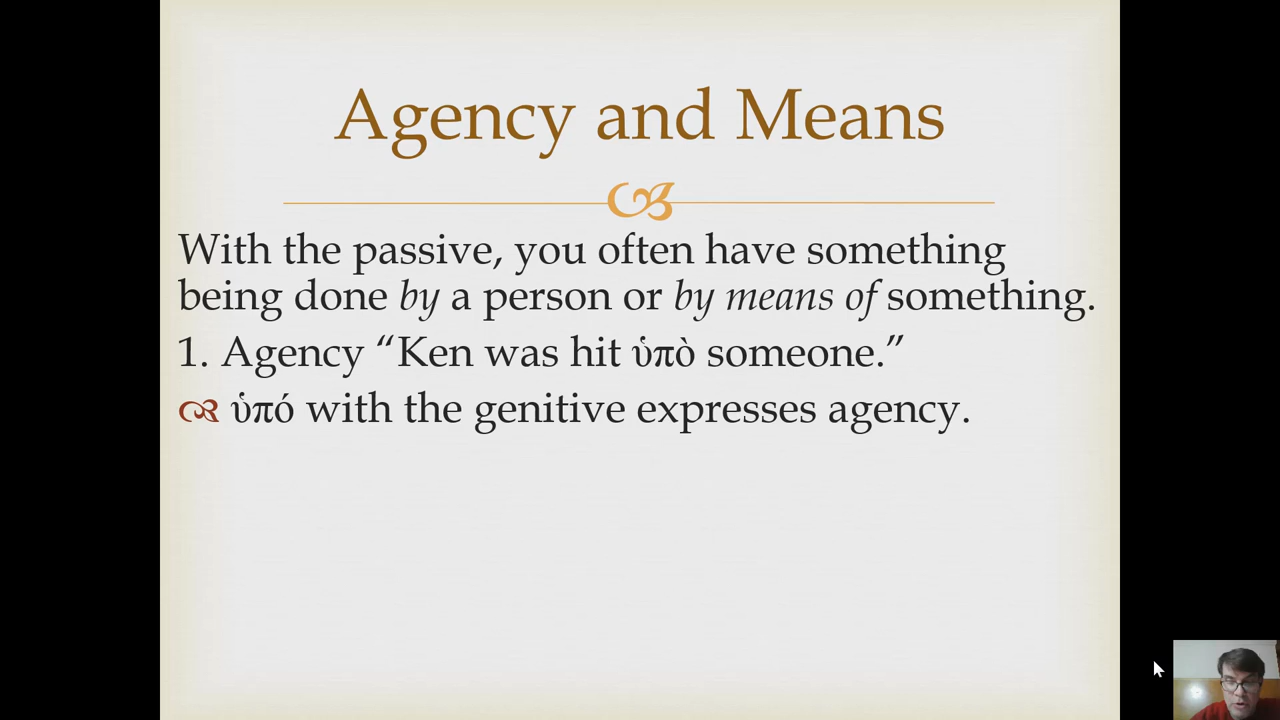 Agency and Means
With the passive, you often have something
being done by a person or by means of something.
1. Agency “Ken was hit ὑπὸ someone.”
ὑπό with the genitive expresses agency.